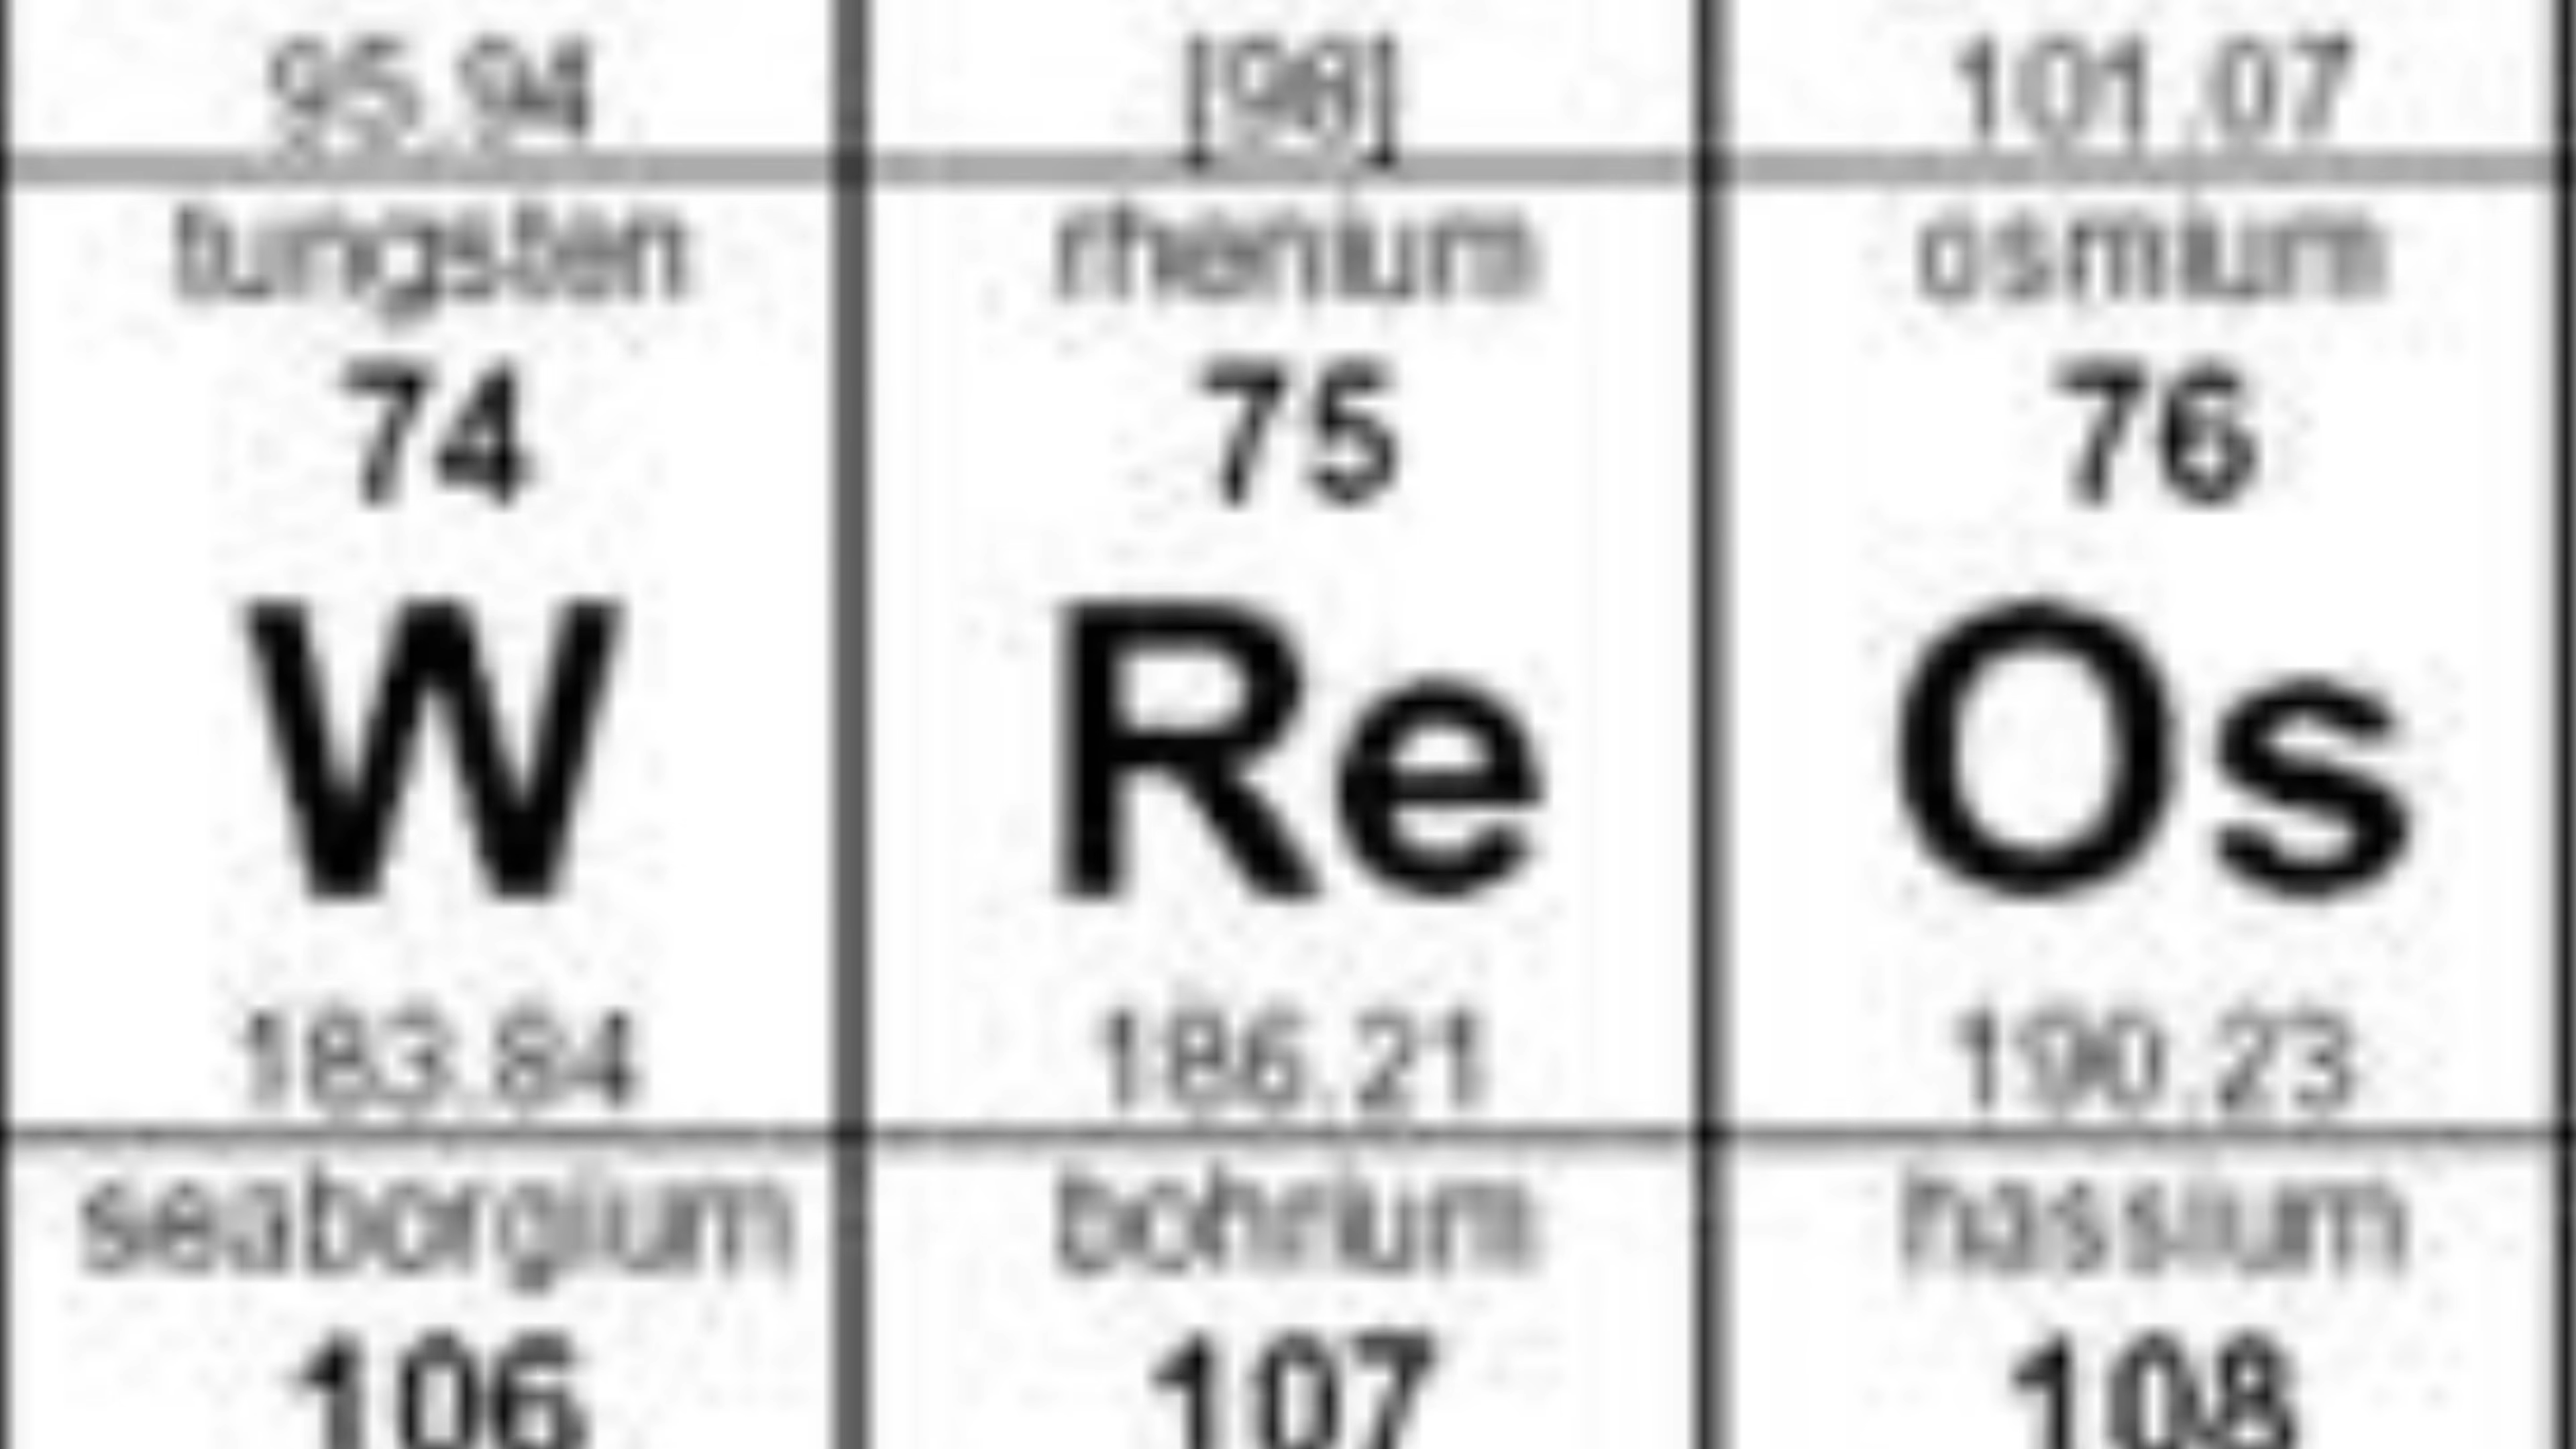 95.94 [98] 101.07
tungsten rhenium osmium
74 75 76
W Re Os
183.84 186.21 190.23
seaborgium bohrium hassium
106 107 108